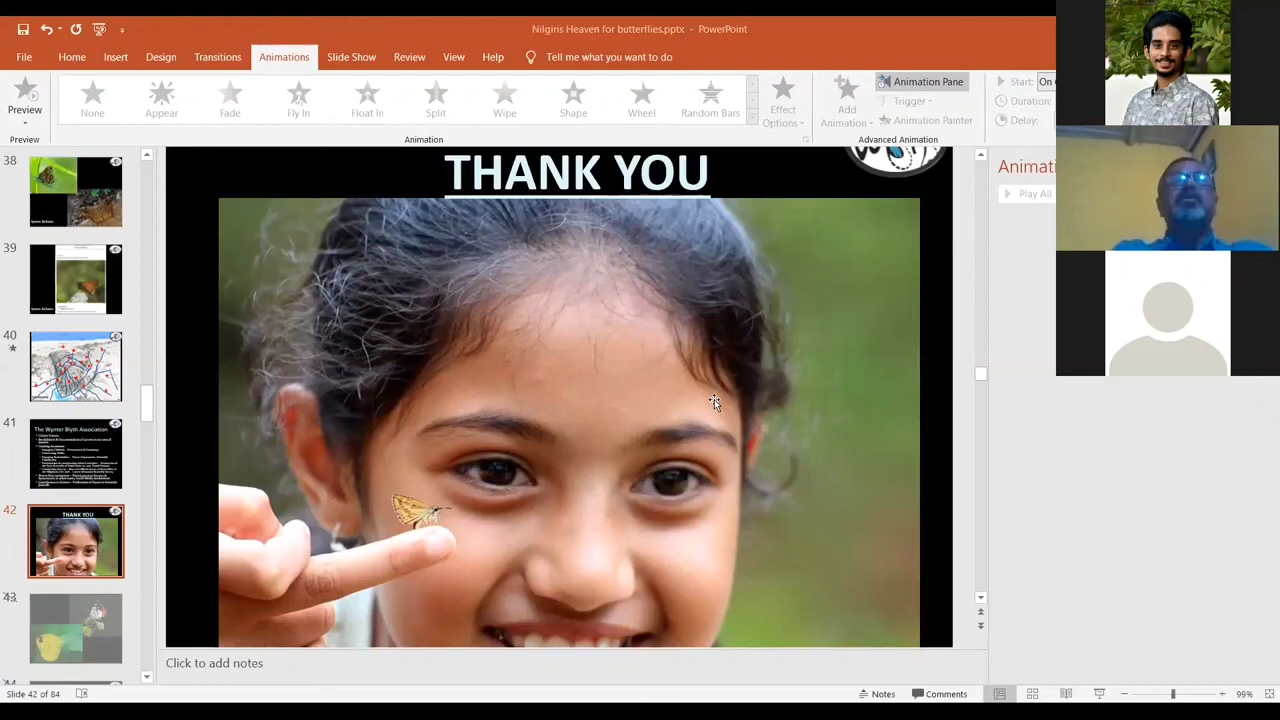 Nilgiris Heaven for butterflies.pptx - PowerPoint
File Home Insert Design Transitions Animations Slide Show Review View Help Tell me what you want to do
Preview
None Appear Fade Fly In Float In Split Wipe Shape Wheel Random Bars
Effect Options
Add Animation
Animation Pane
Trigger
Animation Painter
Start: On
Duration:
Delay:
Preview Animation Advanced Animation
38
39
40
41
The Wynter Blyth Association
42
THANK YOU
43
44
THANK YOU
Play All
Click to add notes
Slide 42 of 84 Notes Comments 99%